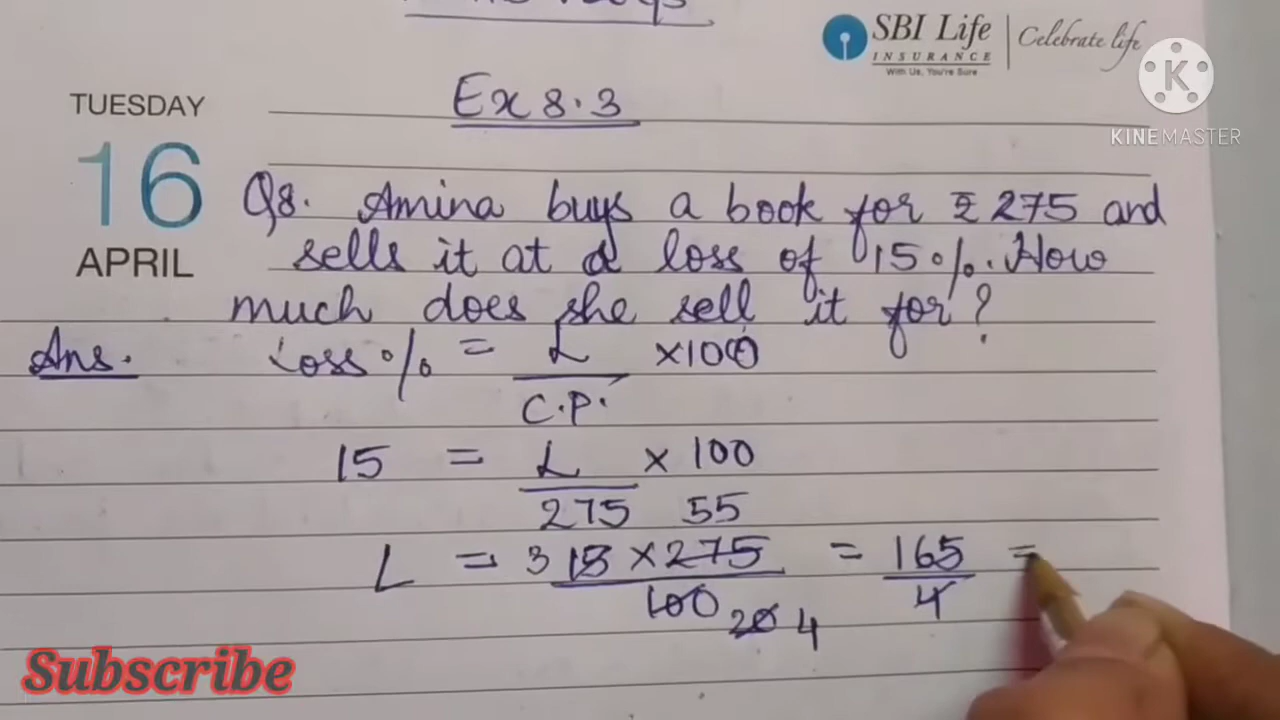 SBI Life
INSURANCE
With Us, You're Sure
Celebrate life
K
KINEMASTER
TUESDAY
16
APRIL
Ex 8.3
Q8. Amina buys a book for ₹ 275 and
sells it at a loss of 15%. How
much does she sell it for?
Ans. Loss % = L/C.P. × 100
15 = L/275 × 100
55
L = 3 15 × 275 / 100 20 4 = 165/4 =
Subscribe